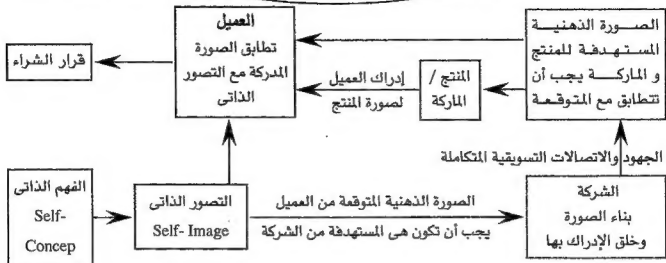 الصورة الذهنية
المستهدفة للمنتج
و الماركة يجب أن
تتطابق مع المتوقعة
العميل
تطابق الصورة
المدركة مع التصور
الذاتى
قرار الشراء
المنتج /
الماركة
إدراك العميل
لصورة المنتج
الجهود والاتصالات التسويقية المتكاملة
الشركة
بناء الصورة
وخلق الإدراك بها
الصورة الذهنية المتوقعة من العميل
يجب أن تكون هى المستهدفة من الشركة
التصور الذاتى
Self- Image
الفهم الذاتى
Self-
Concep